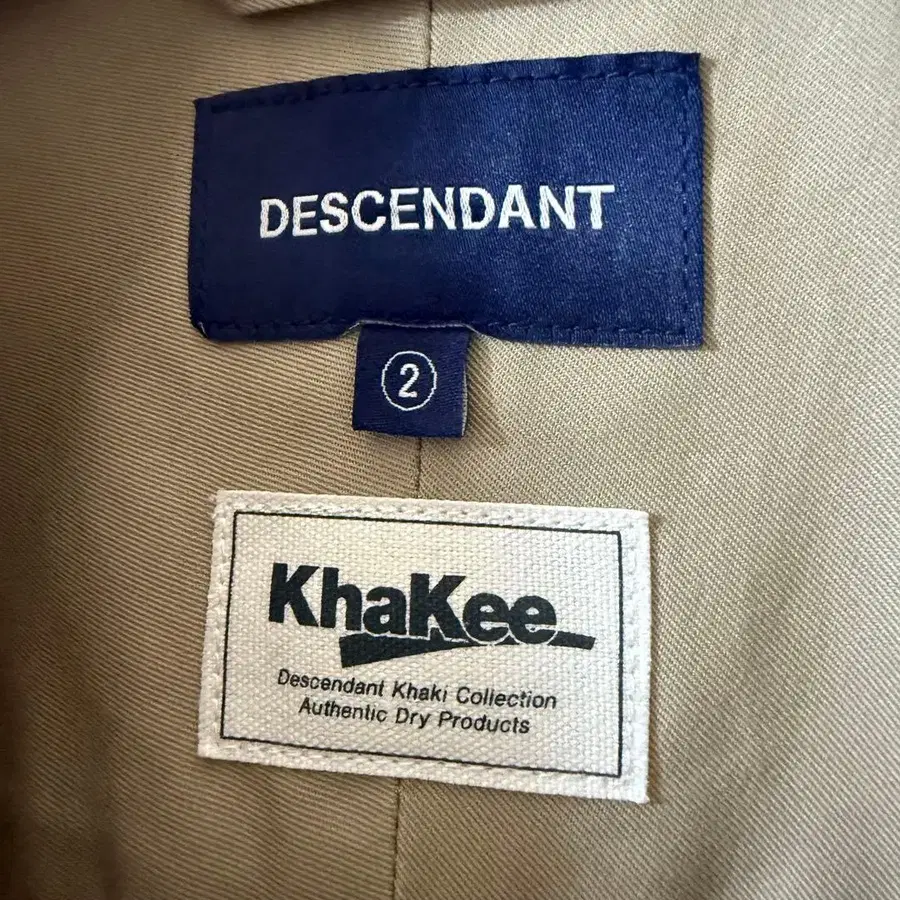 DESCENDANT
2
KhaKee
Descendant Khaki Collection
Authentic Dry Products